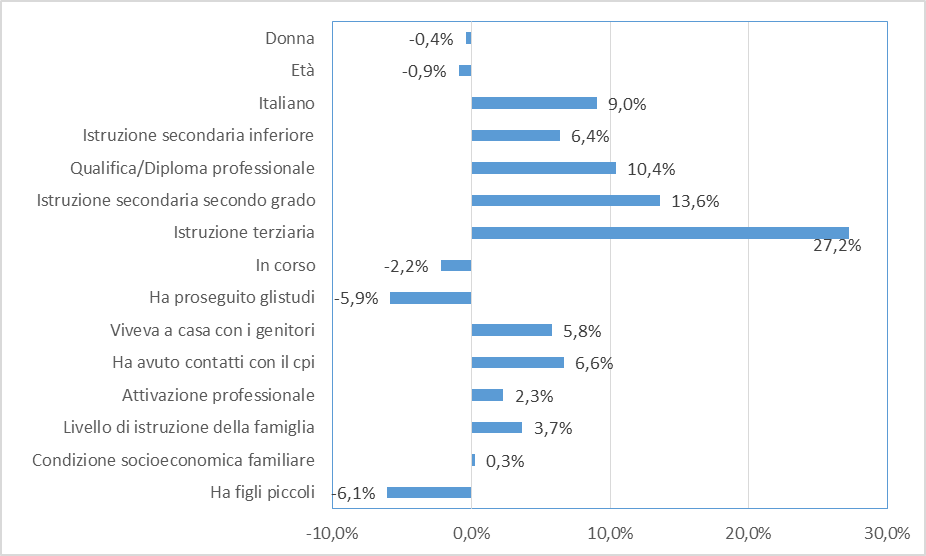 Donna -0,4%
Età -0,9%
Italiano 9,0%
Istruzione secondaria inferiore 6,4%
Qualifica/Diploma professionale 10,4%
Istruzione secondaria secondo grado 13,6%
Istruzione terziaria 27,2%
In corso -2,2%
Ha proseguito glistudi -5,9%
Viveva a casa con i genitori 5,8%
Ha avuto contatti con il cpi 6,6%
Attivazione professionale 2,3%
Livello di istruzione della famiglia 3,7%
Condizione socioeconomica familiare 0,3%
Ha figli piccoli -6,1%
-10,0% 0,0% 10,0% 20,0% 30,0%